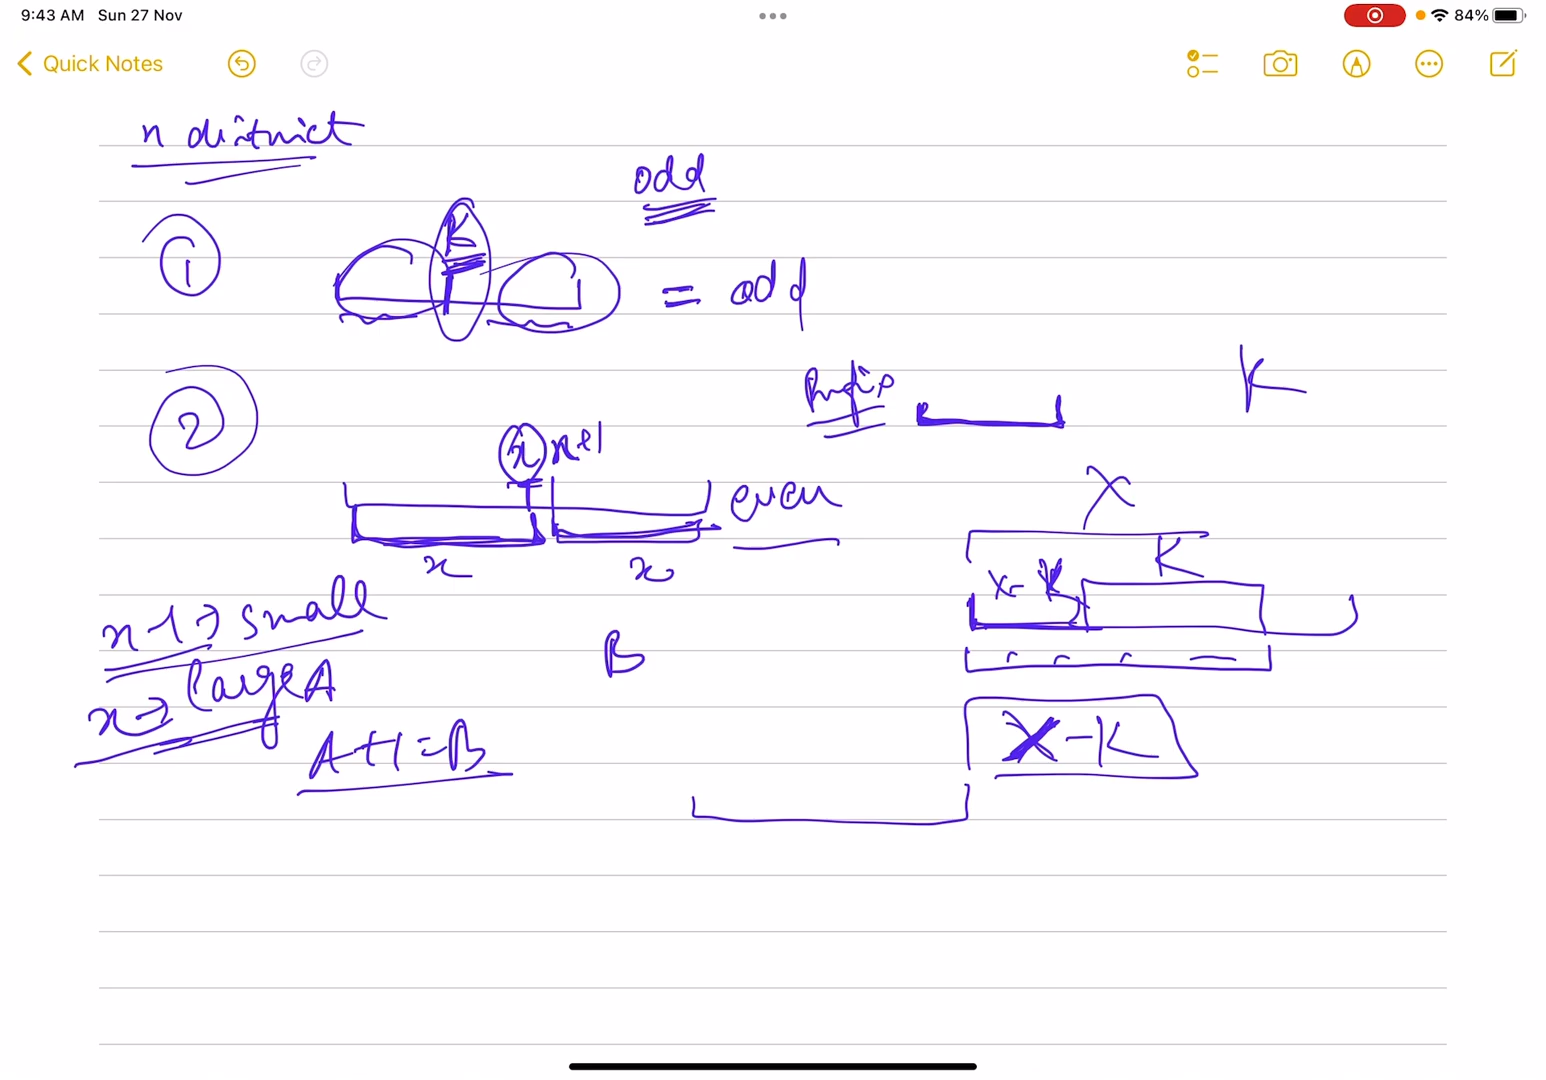 9:43 AM Sun 27 Nov
84%
Quick Notes
n distinct
odd
1
K
= odd
2
Prefix
K
x x+1
even
x x
X
K
X-K
x-1 → small
x → large A
B
A+1=B
X-K